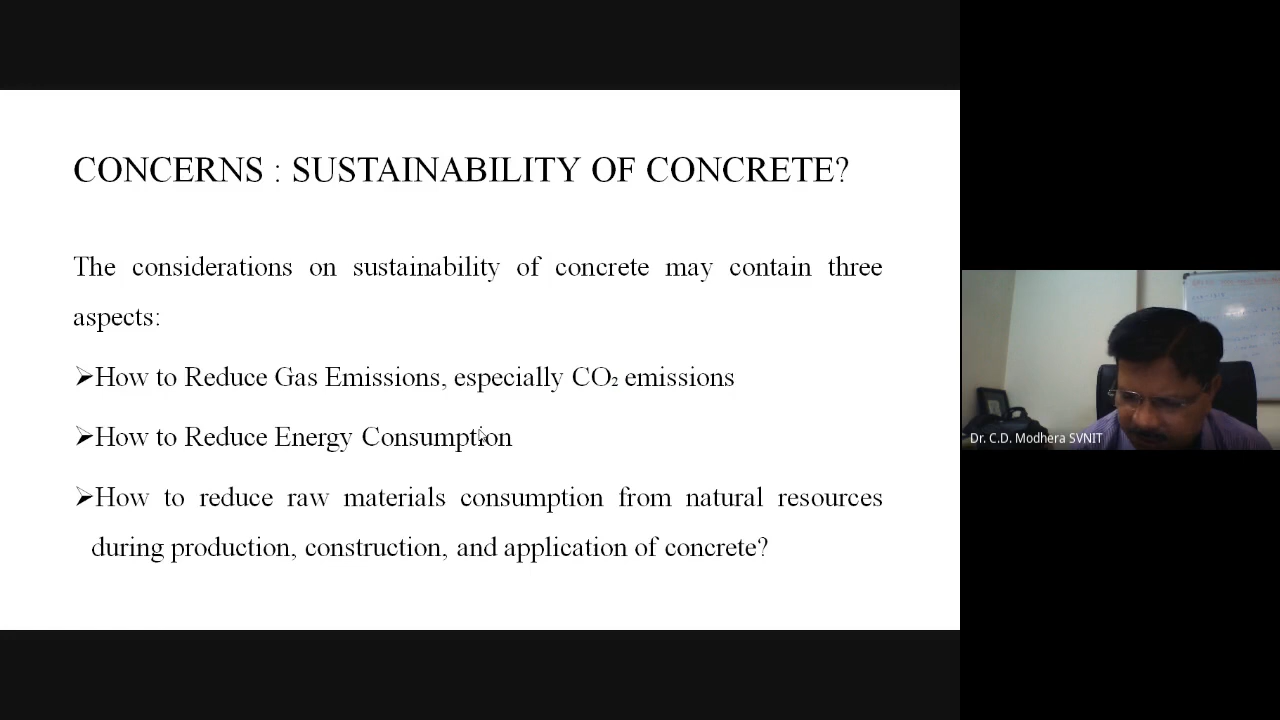 CONCERNS : SUSTAINABILITY OF CONCRETE?
The considerations on sustainability of concrete may contain three
aspects:
➢How to Reduce Gas Emissions, especially CO₂ emissions
➢How to Reduce Energy Consumption
➢How to reduce raw materials consumption from natural resources
during production, construction, and application of concrete?
Dr. C.D. Modhera SVNIT